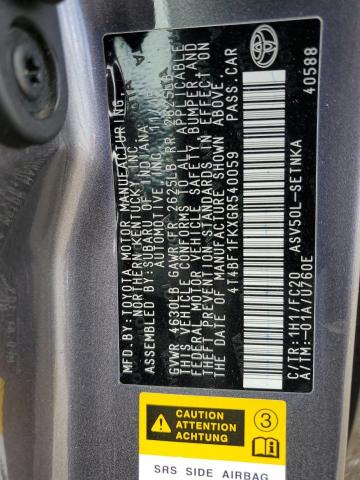 MFD. BY: TOYOTA MOTOR MANUFACTURING,
NORTHERN KENTUCKY, INC.
ASSEMBLED BY: SUBARU OF INDIANA
AUTOMOTIVE, INC.
GVWR 4630LB GAWR FR 2625LB RR 2625LB
THIS VEHICLE CONFORMS TO ALL APPLICABLE
FEDERAL MOTOR VEHICLE SAFETY, BUMPER, AND
THEFT PREVENTION STANDARDS IN EFFECT ON
THE DATE OF MANUFACTURE SHOWN ABOVE.
4T4BF1FKXGR540059 PASS. CAR
C/TR: 1H1/FC20 ASV50L-SETNKA
A/TM: -01A/U760E
40588
TOYOTA
CAUTION
ATTENTION
ACHTUNG
3
SRS SIDE AIRBAG